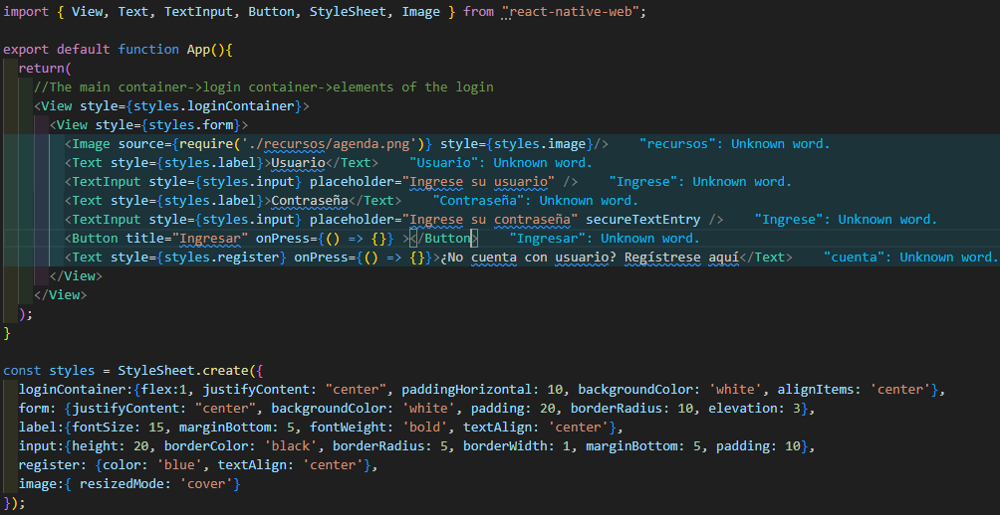 import { View, Text, TextInput, Button, StyleSheet, Image } from "react-native-web";
export default function App(){
return(
//The main container->login container->elements of the login
<View style={styles.loginContainer}>
<View style={styles.form}>
<Image source={require('./recursos/agenda.png')} style={styles.image}/> "recursos": Unknown word.
<Text style={styles.label}>Usuario</Text> "Usuario": Unknown word.
<TextInput style={styles.input} placeholder="Ingrese su usuario" /> "Ingrese": Unknown word.
<Text style={styles.label}>Contraseña</Text> "Contraseña": Unknown word.
<TextInput style={styles.input} placeholder="Ingrese su contraseña" secureTextEntry /> "Ingrese": Unknown word.
<Button title="Ingresar" onPress={() => {}} ></Button> "Ingresar": Unknown word.
<Text style={styles.register} onPress={() => {}}>¿No cuenta con usuario? Regístrese aquí</Text> "cuenta": Unknown word.
</View>
</View>
);
}
const styles = StyleSheet.create({
loginContainer:{flex:1, justifyContent: "center", paddingHorizontal: 10, backgroundColor: 'white', alignItems: 'center'},
form: {justifyContent: "center", backgroundColor: 'white', padding: 20, borderRadius: 10, elevation: 3},
label:{fontSize: 15, marginBottom: 5, fontWeight: 'bold', textAlign: 'center'},
input:{height: 20, borderColor: 'black', borderRadius: 5, borderWidth: 1, marginBottom: 5, padding: 10},
register: {color: 'blue', textAlign: 'center'},
image:{ resizedMode: 'cover'}
});